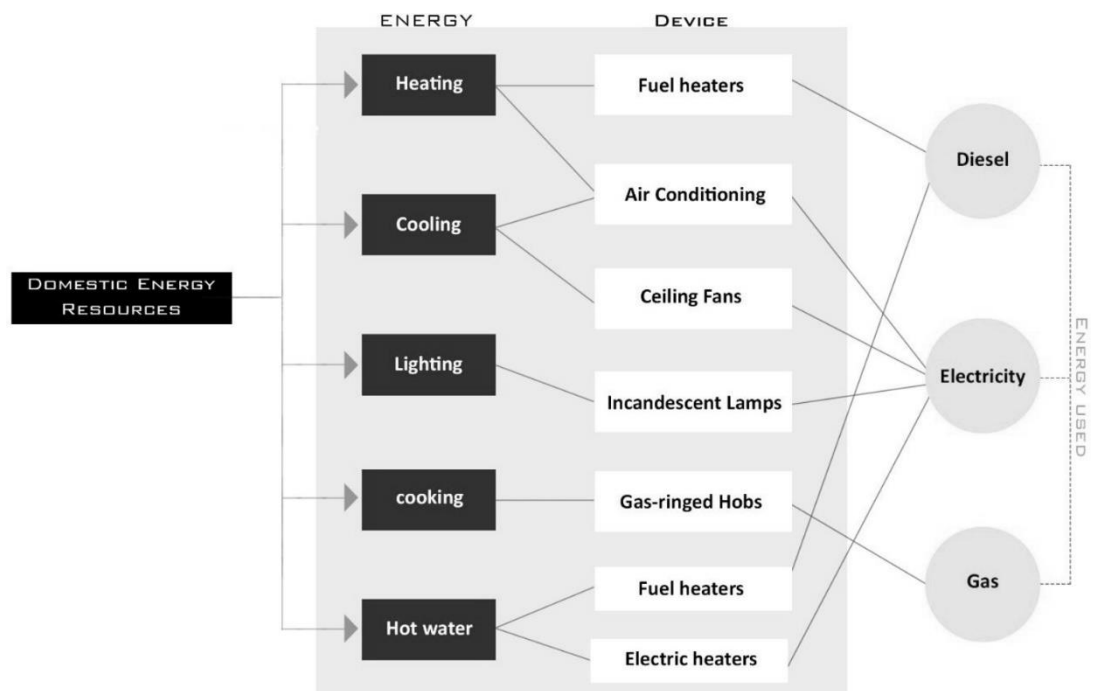 ENERGY
DEVICE
Heating
Fuel heaters
Diesel
Air Conditioning
Cooling
DOMESTIC ENERGY
RESOURCES
Ceiling Fans
Lighting
Electricity
ENERGY USED
Incandescent Lamps
cooking
Gas-ringed Hobs
Gas
Fuel heaters
Hot water
Electric heaters